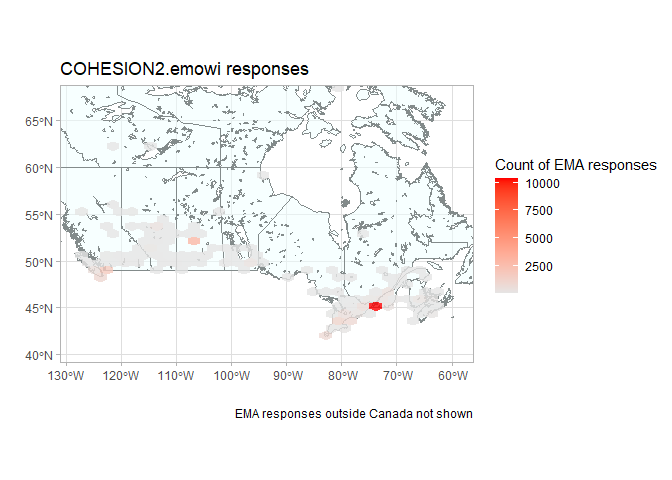 COHESION2.emowi responses
65°N
60°N
55°N
50°N
45°N
40°N
130°W
120°W
110°W
100°W
90°W
80°W
70°W
60°W
Count of EMA responses
10000
7500
5000
2500
EMA responses outside Canada not shown